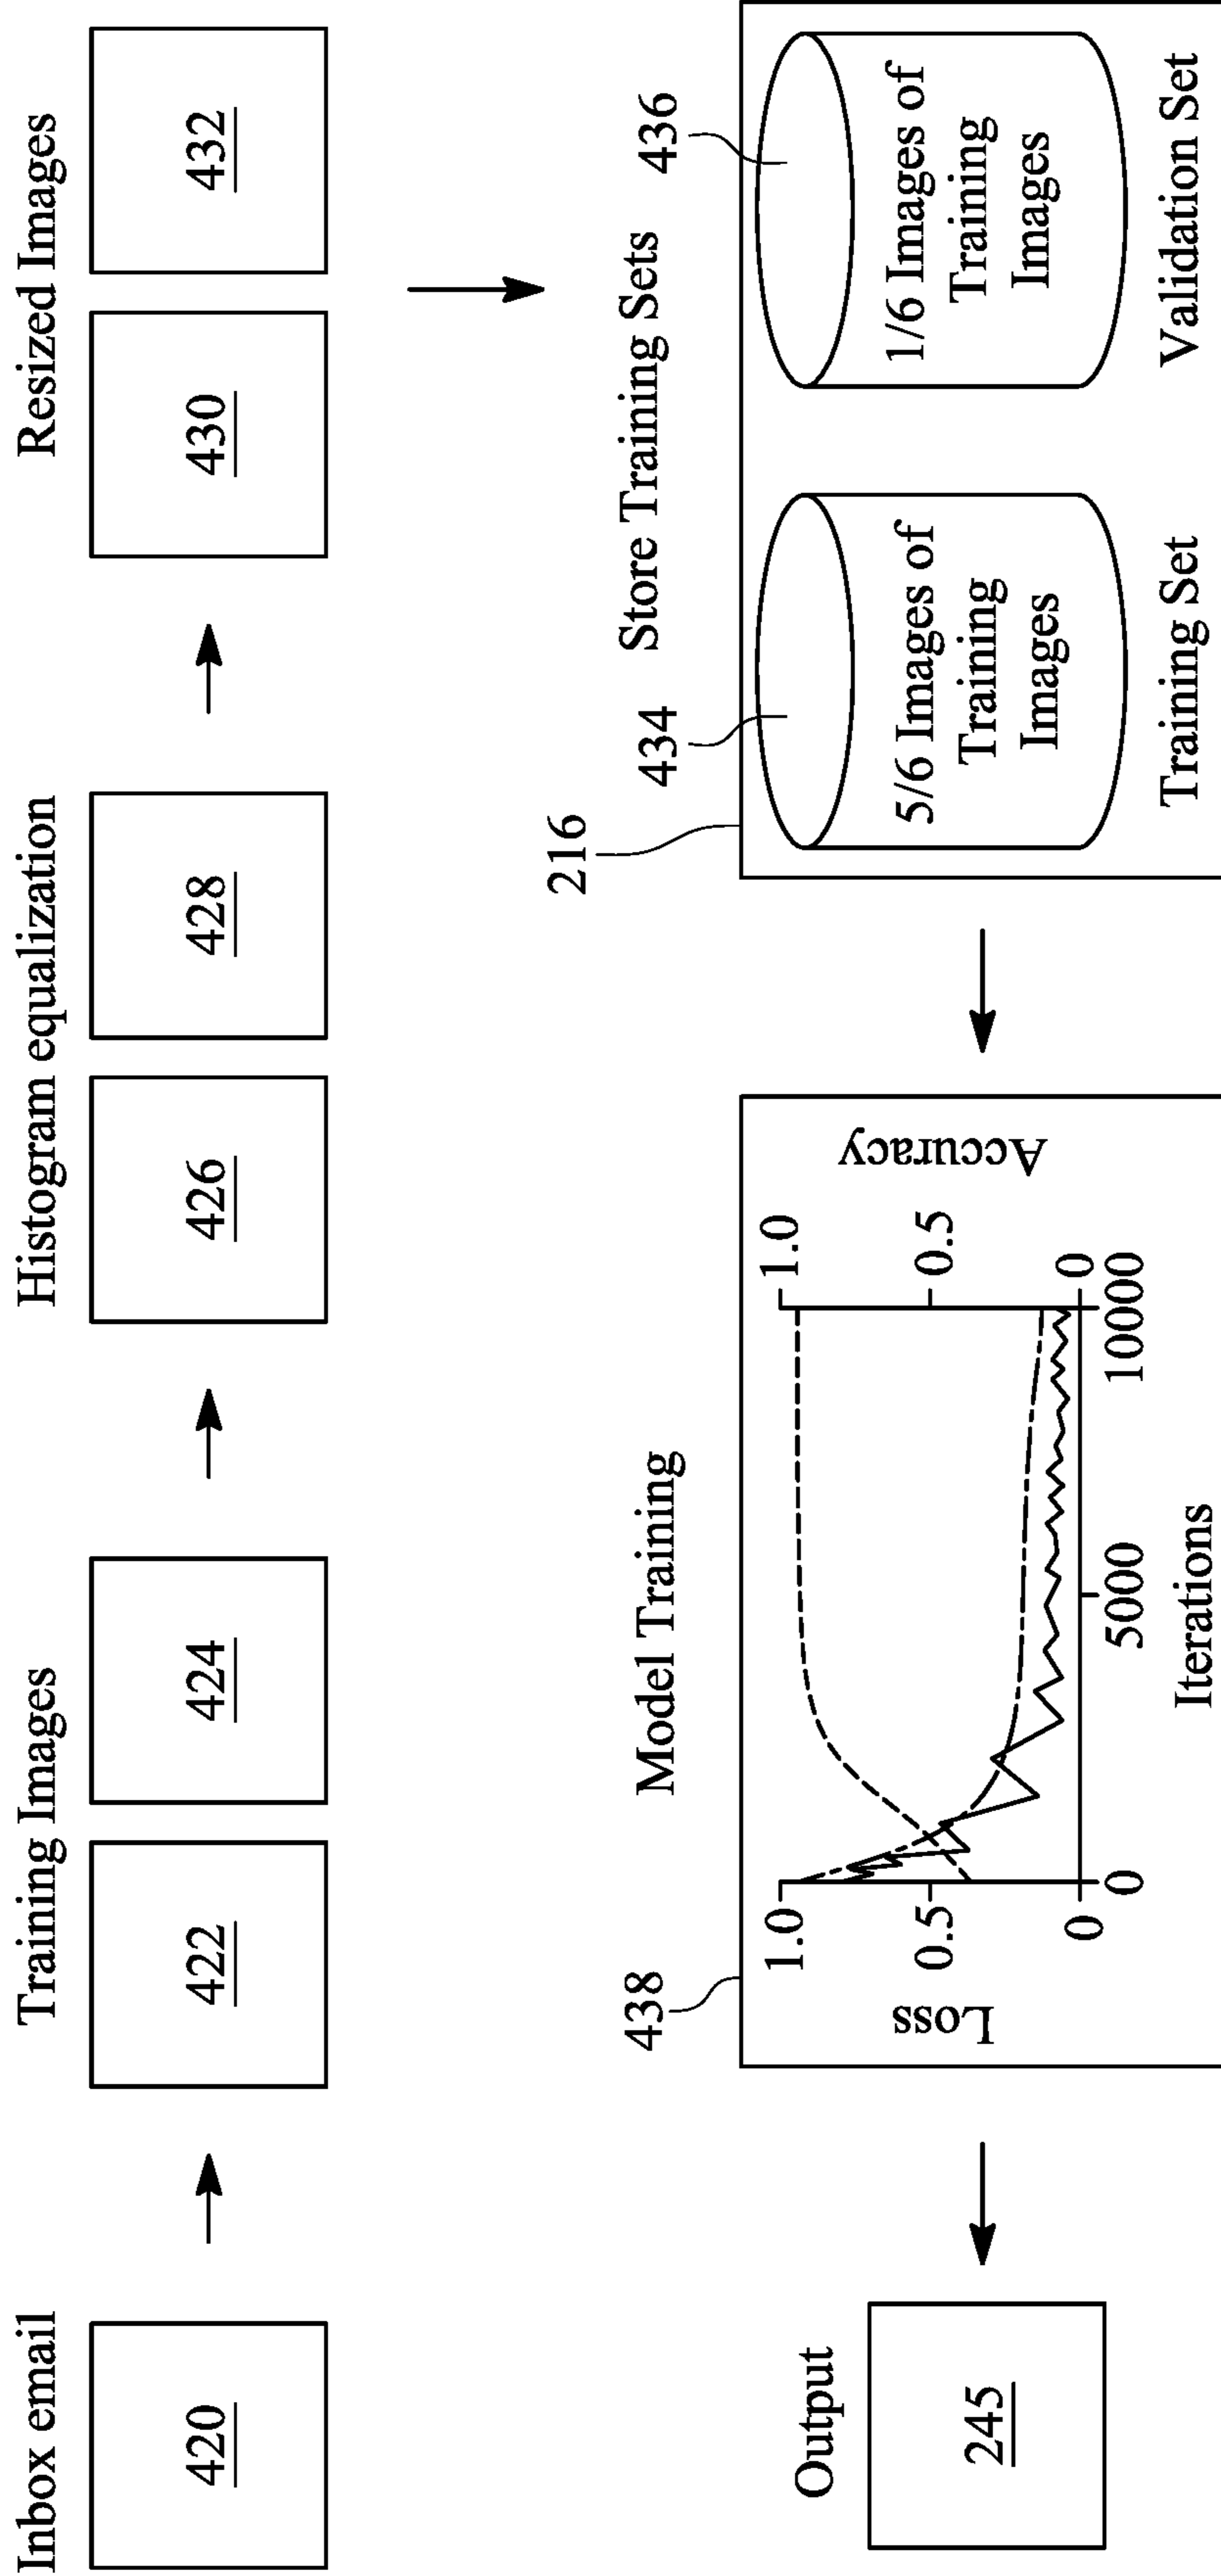 Inbox email
420
Training Images
422
424
Histogram equalization
426
428
Resized Images
430
432
Store Training Sets
216
434
436
5/6 Images of
Training
Images
Training Set
1/6 Images of
Training
Images
Validation Set
Model Training
438
Loss
1.0
0.5
0
Accuracy
1.0
0.5
0
0
5000
10000
Iterations
Output
245